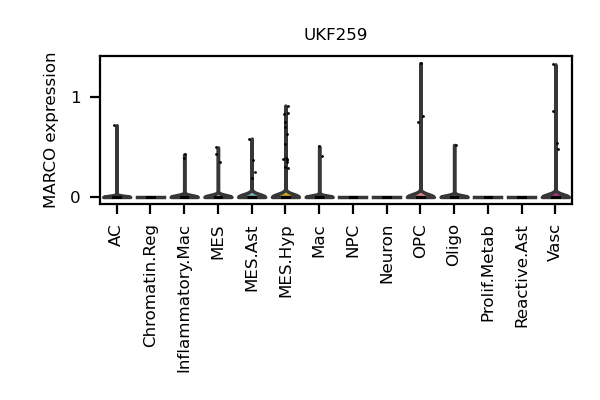 UKF259
MARCO expression
1
0
AC
Chromatin.Reg
Inflammatory.Mac
MES
MES.Ast
MES.Hyp
Mac
NPC
Neuron
OPC
Oligo
Prolif.Metab
Reactive.Ast
Vasc